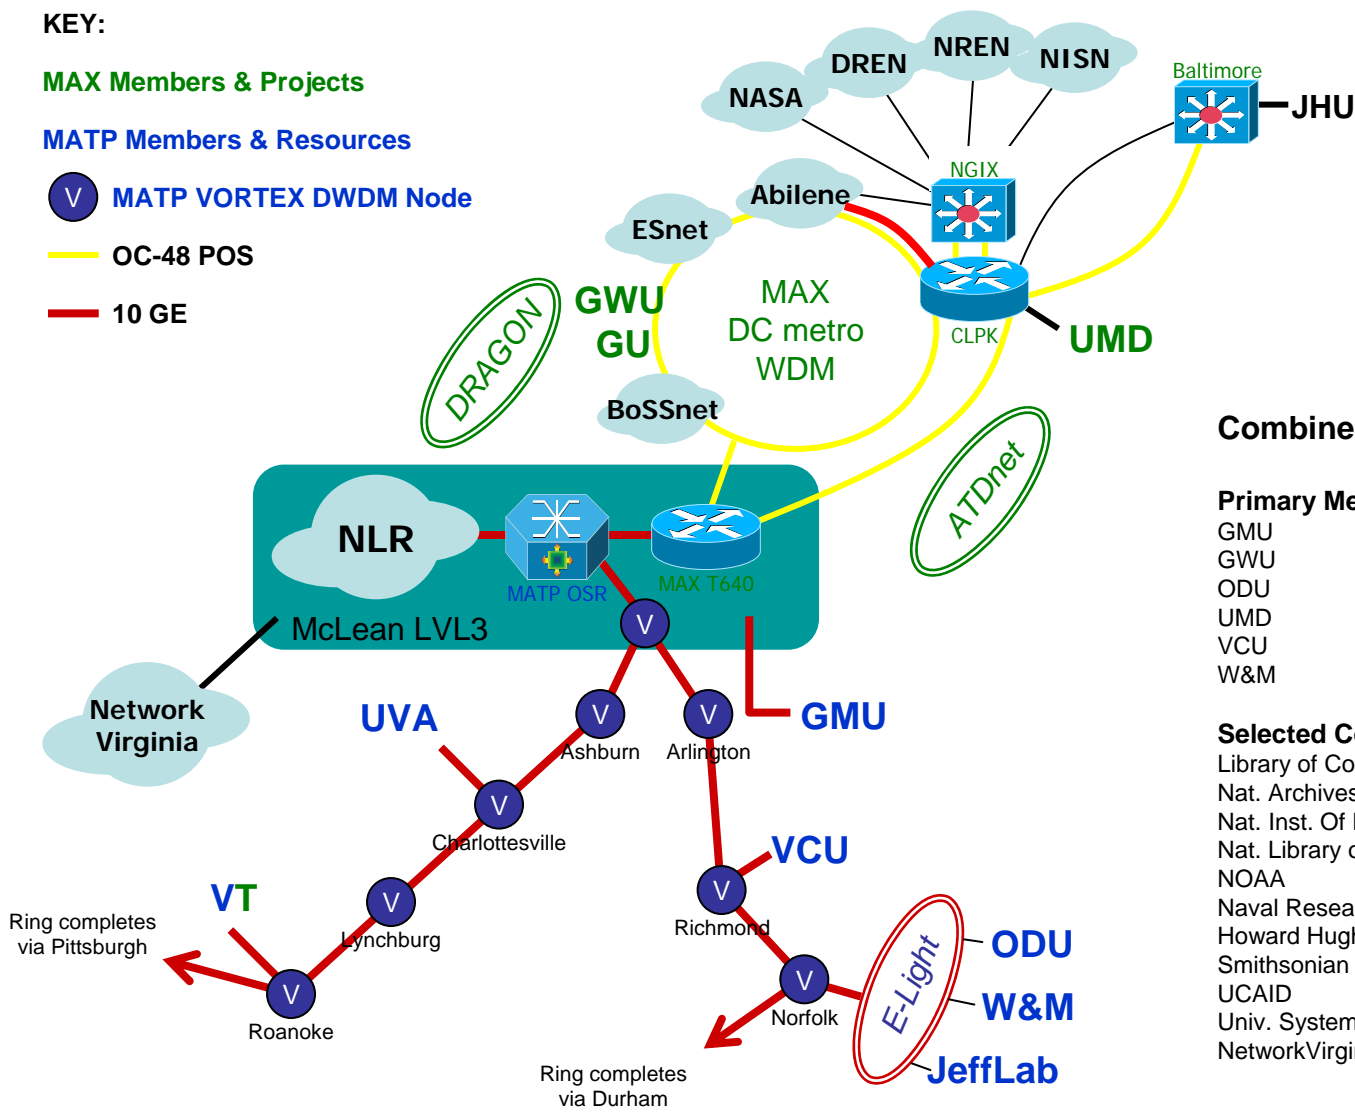 KEY:
MAX Members & Projects
MATP Members & Resources
V MATP VORTEX DWDM Node
OC-48 POS
10 GE
NASA
DREN
NREN
NISN
Baltimore
JHU
NGIX
Abilene
ESnet
GWU
GU
MAX
DC metro
WDM
CLPK
UMD
DRAGON
BoSSnet
ATDnet
NLR
MATP OSR
MAX T640
McLean LVL3
V
Network
Virginia
UVA
V
Ashburn
V
Arlington
GMU
V
Charlottesville
VCU
V
Richmond
VT
V
Lynchburg
Ring completes
via Pittsburgh
V
Roanoke
V
Norfolk
E-Light
ODU
W&M
JeffLab
Ring completes
via Durham
Combine
Primary Me
GMU
GWU
ODU
UMD
VCU
W&M
Selected Co
Library of Co
Nat. Archives
Nat. Inst. Of
Nat. Library o
NOAA
Naval Resea
Howard Hugh
Smithsonian
UCAID
Univ. System
NetworkVirgi